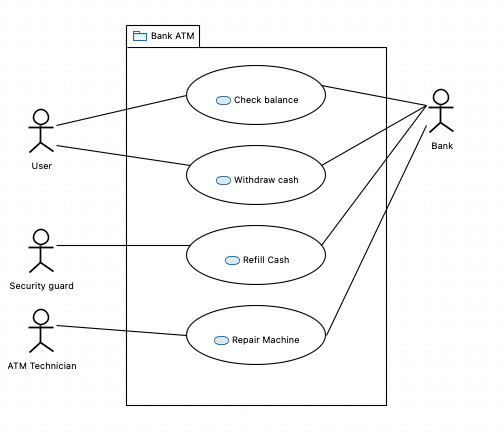 Bank ATM
Check balance
User
Bank
Withdraw cash
Security guard
Refill Cash
ATM Technician
Repair Machine